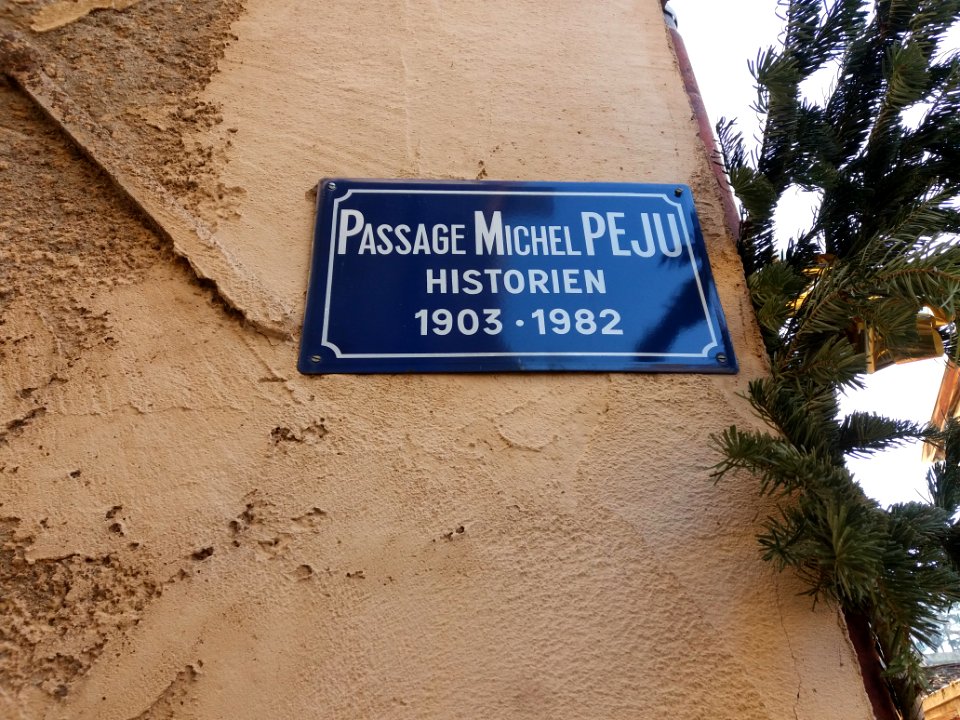 PASSAGE MICHEL PEJU
HISTORIEN
1903 · 1982